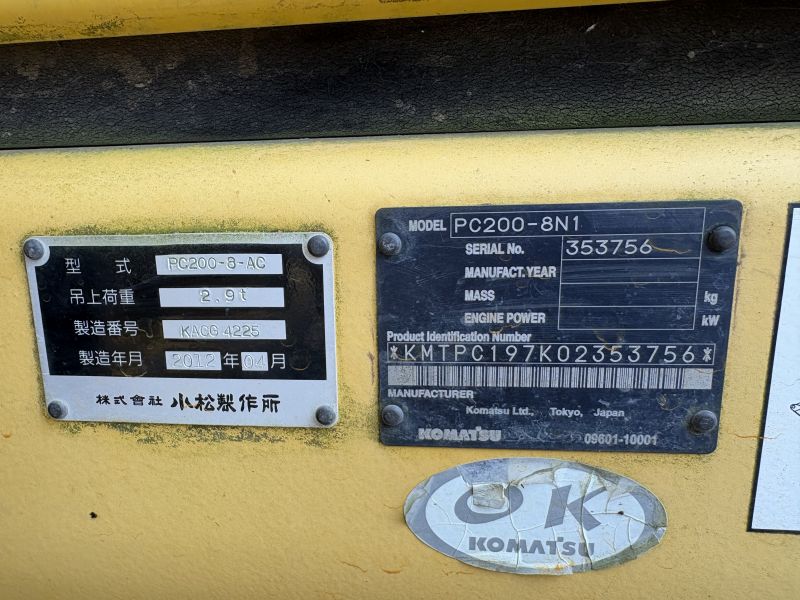 型式 PC200-8-AC
吊上荷重 2.9t
製造番号 KACG 4225
製造年月 2012年04月
株式會社 小松製作所
MODEL PC200-8N1
SERIAL No. 353756
MANUFACT. YEAR
MASS kg
ENGINE POWER kW
Product Identification Number
*KMTPC197K02353756*
MANUFACTURER
Komatsu Ltd., Tokyo, Japan
KOMATSU 09601-10001
OK
KOMATSU